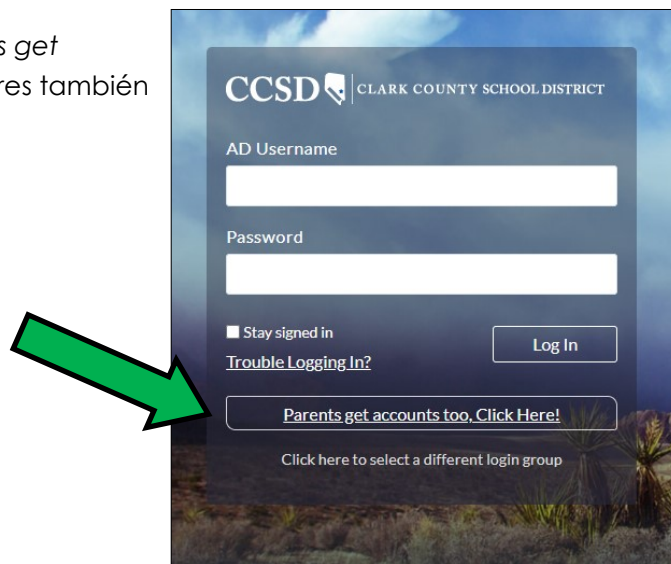 s get
res también
CCSD CLARK COUNTY SCHOOL DISTRICT
AD Username
Password
Stay signed in
Log In
Trouble Logging In?
Parents get accounts too, Click Here!
Click here to select a different login group